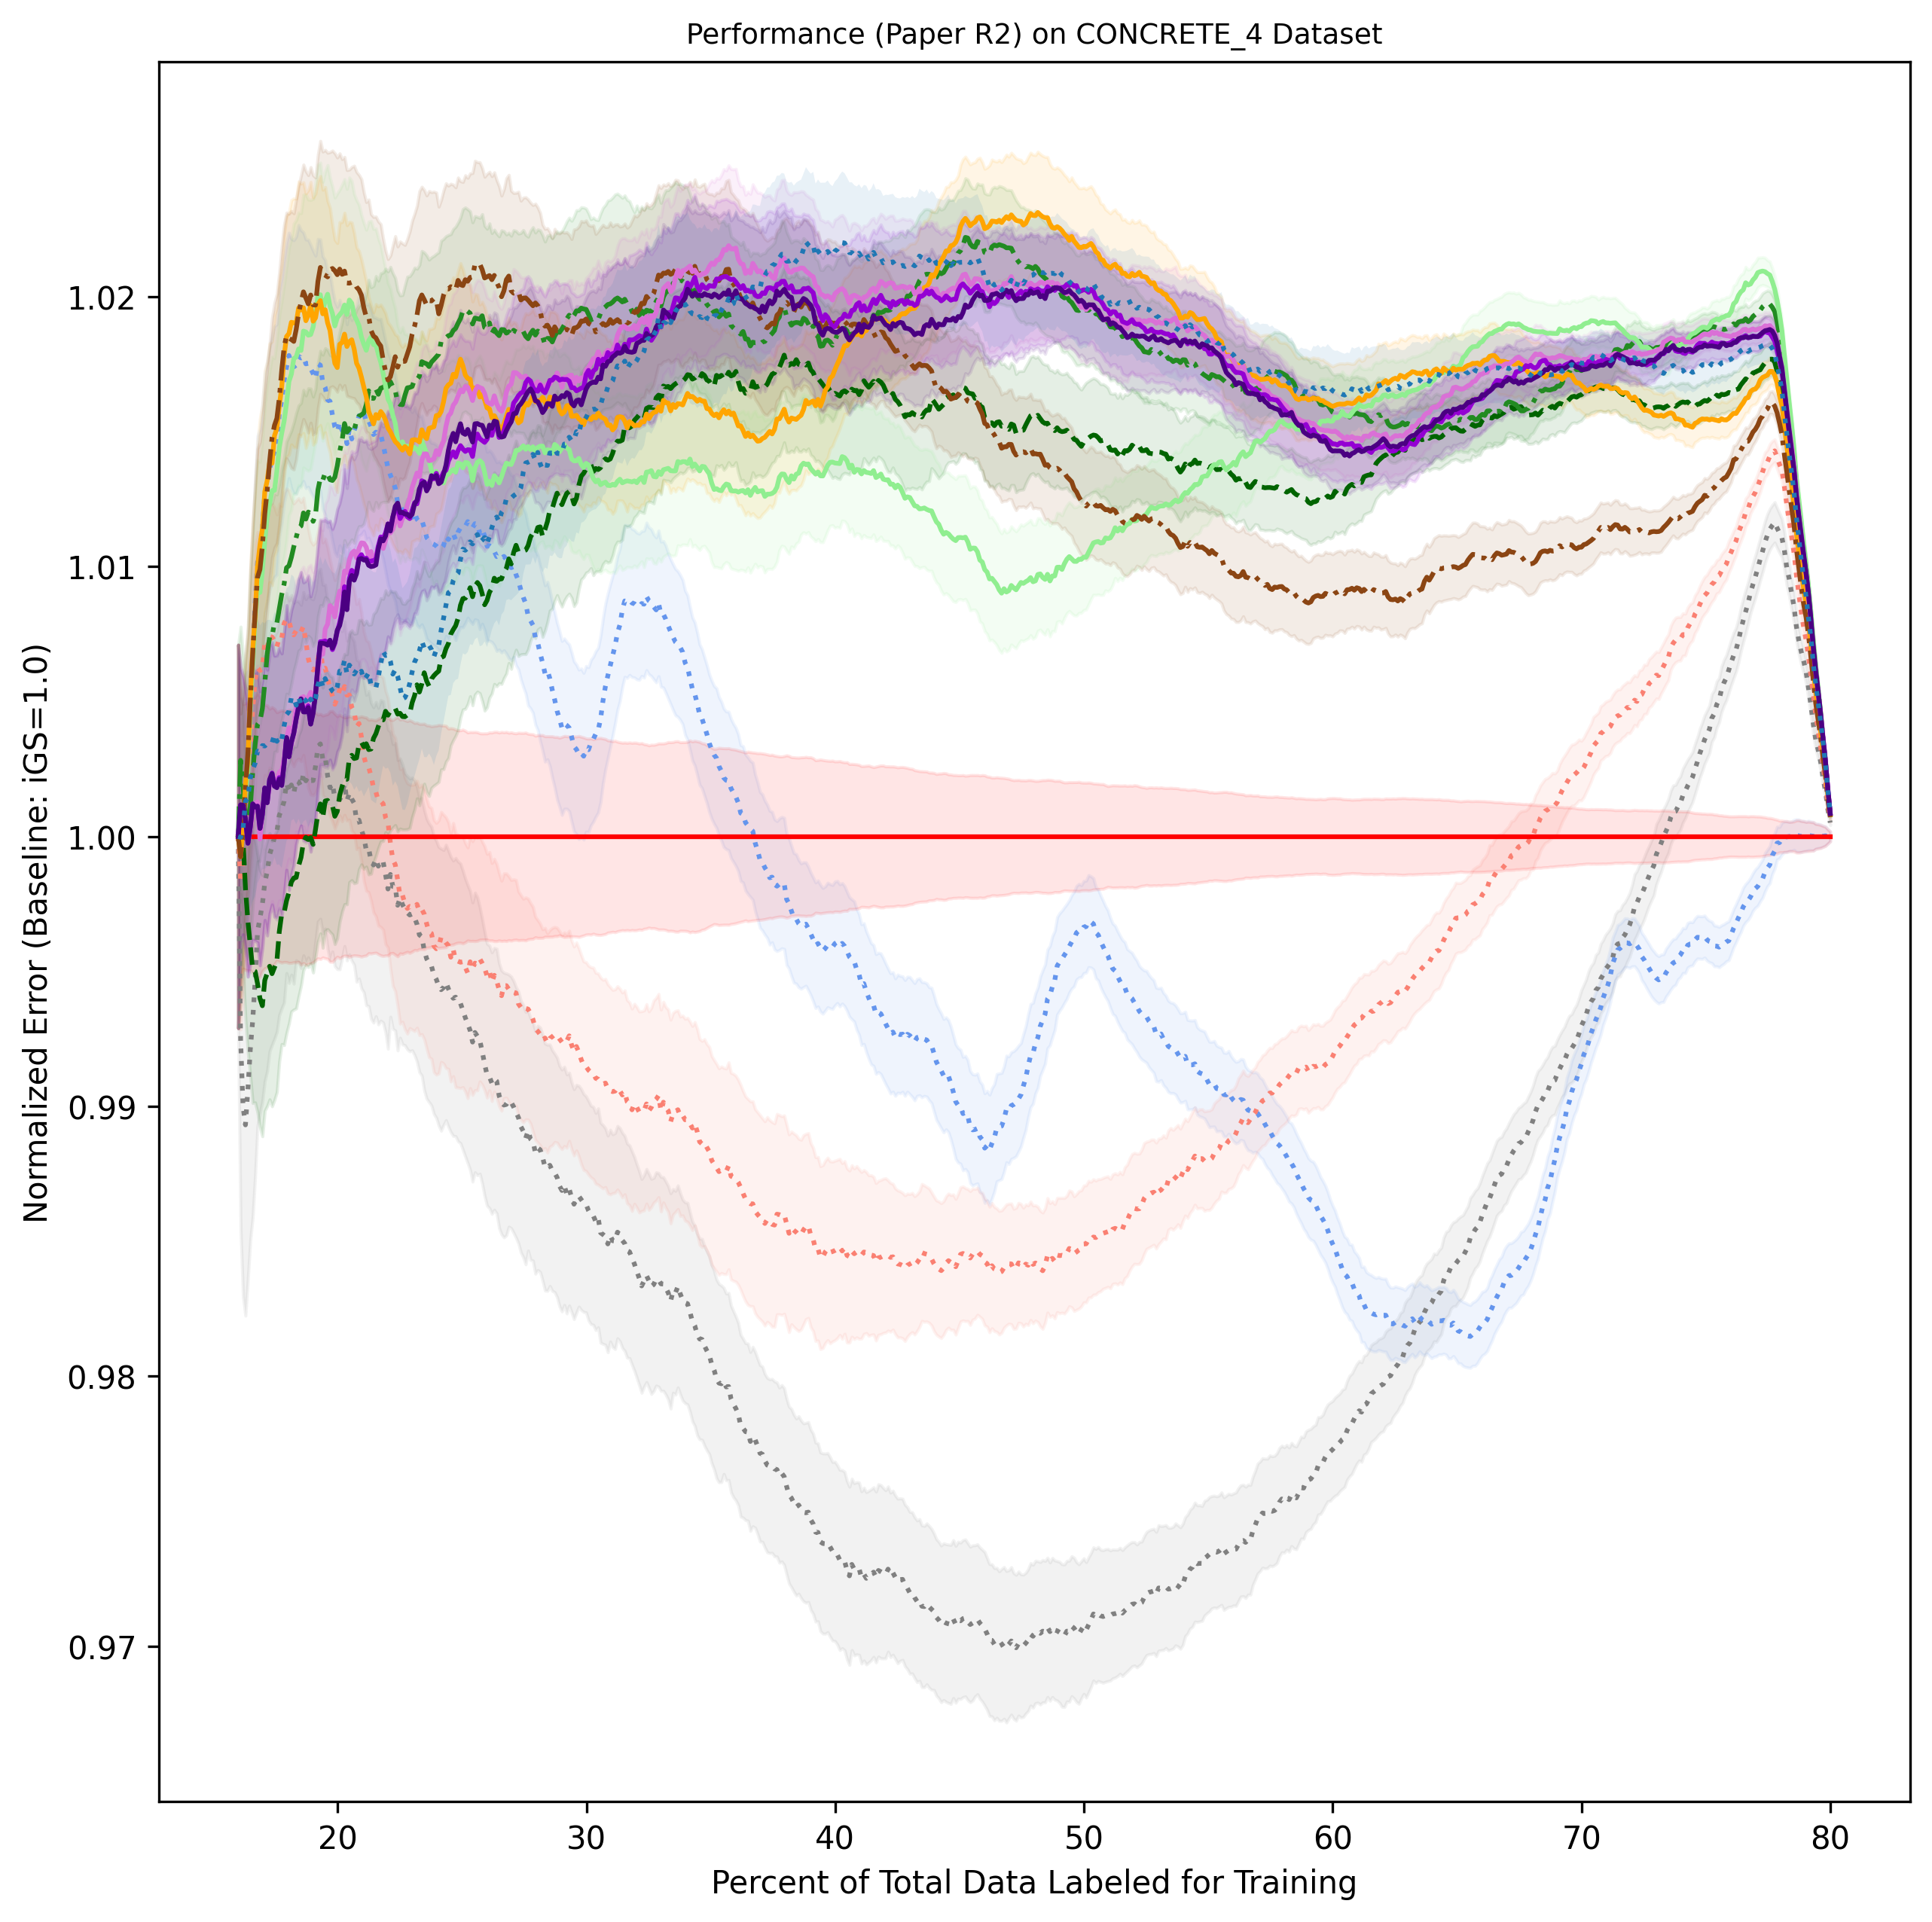 Performance (Paper R2) on CONCRETE_4 Dataset
Normalized Error (Baseline: iGS=1.0)
1.02
1.01
1.00
0.99
0.98
0.97
20 30 40 50 60 70 80
Percent of Total Data Labeled for Training